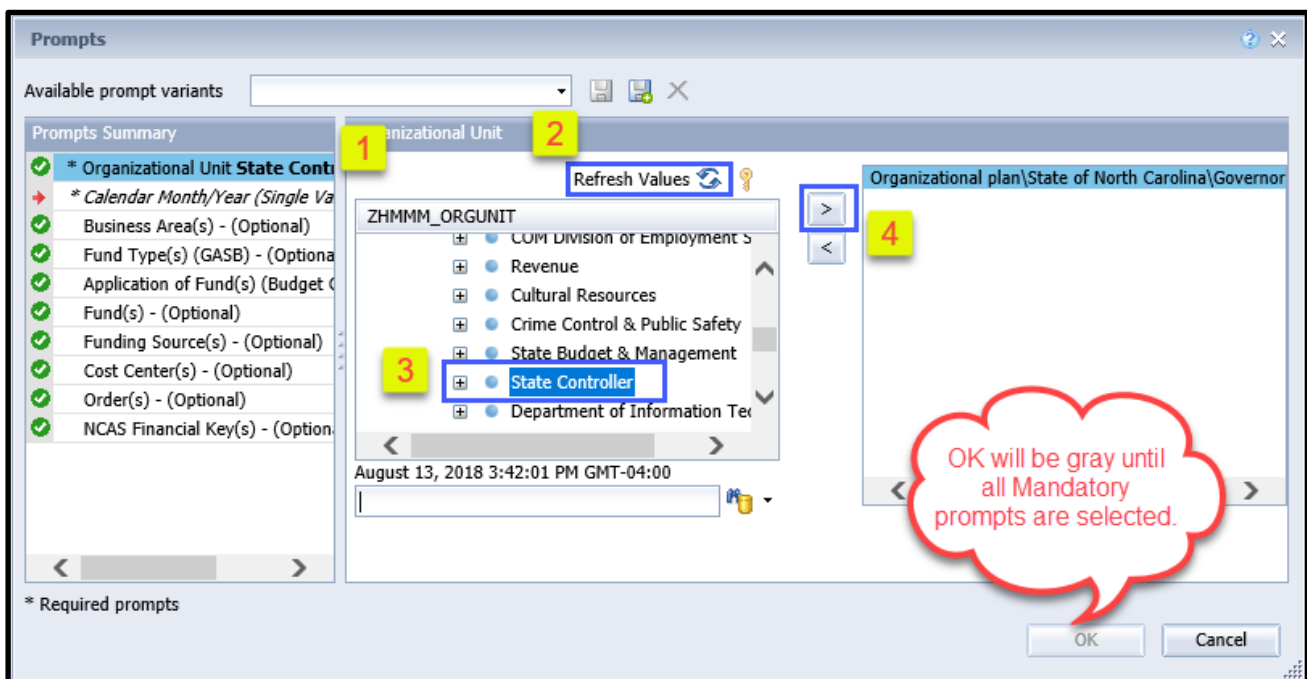 Prompts
Available prompt variants
Prompts Summary
1
anizational Unit
2
* Organizational Unit State Contr
* Calendar Month/Year (Single Va
Business Area(s) - (Optional)
Fund Type(s) (GASB) - (Optiona
Application of Fund(s) (Budget
Fund(s) - (Optional)
Funding Source(s) - (Optional)
Cost Center(s) - (Optional)
Order(s) - (Optional)
NCAS Financial Key(s) - (Option
Refresh Values
ZHMMM_ORGUNIT
COM Division of Employment S
Revenue
Cultural Resources
Crime Control & Public Safety
State Budget & Management
3
State Controller
Department of Information Tec
August 13, 2018 3:42:01 PM GMT-04:00
>
<
4
Organizational plan\State of North Carolina\Governor
OK will be gray until
all Mandatory
prompts are selected.
* Required prompts
OK
Cancel